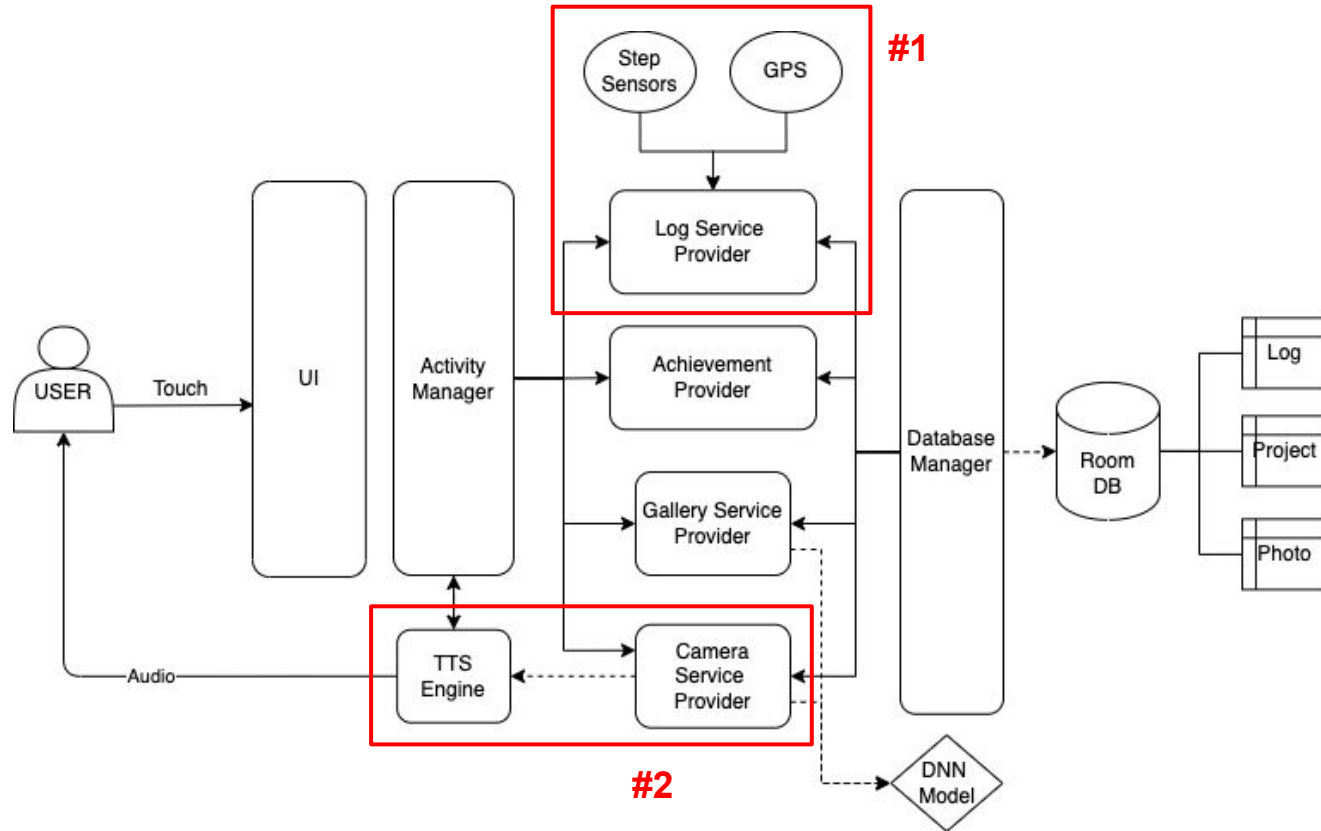 #1
Step
Sensors
GPS
Log Service
Provider
USER
Touch
UI
Activity
Manager
Achievement
Provider
Gallery Service
Provider
Database
Manager
Room
DB
Log
Project
Photo
Audio
TTS
Engine
Camera
Service
Provider
#2
DNN
Model